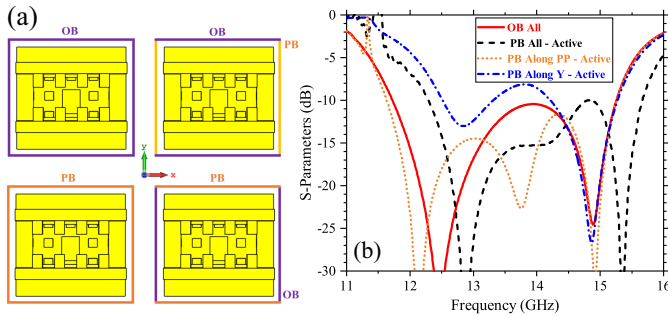 (a)
OB
OB
PB
y
x
PB
PB
OB
S-Parameters (dB)
0
-5
-10
-15
-20
-25
-30
OB All
PB All - Active
PB Along PP - Active
PB Along Y - Active
(b)
11 12 13 14 15 16
Frequency (GHz)